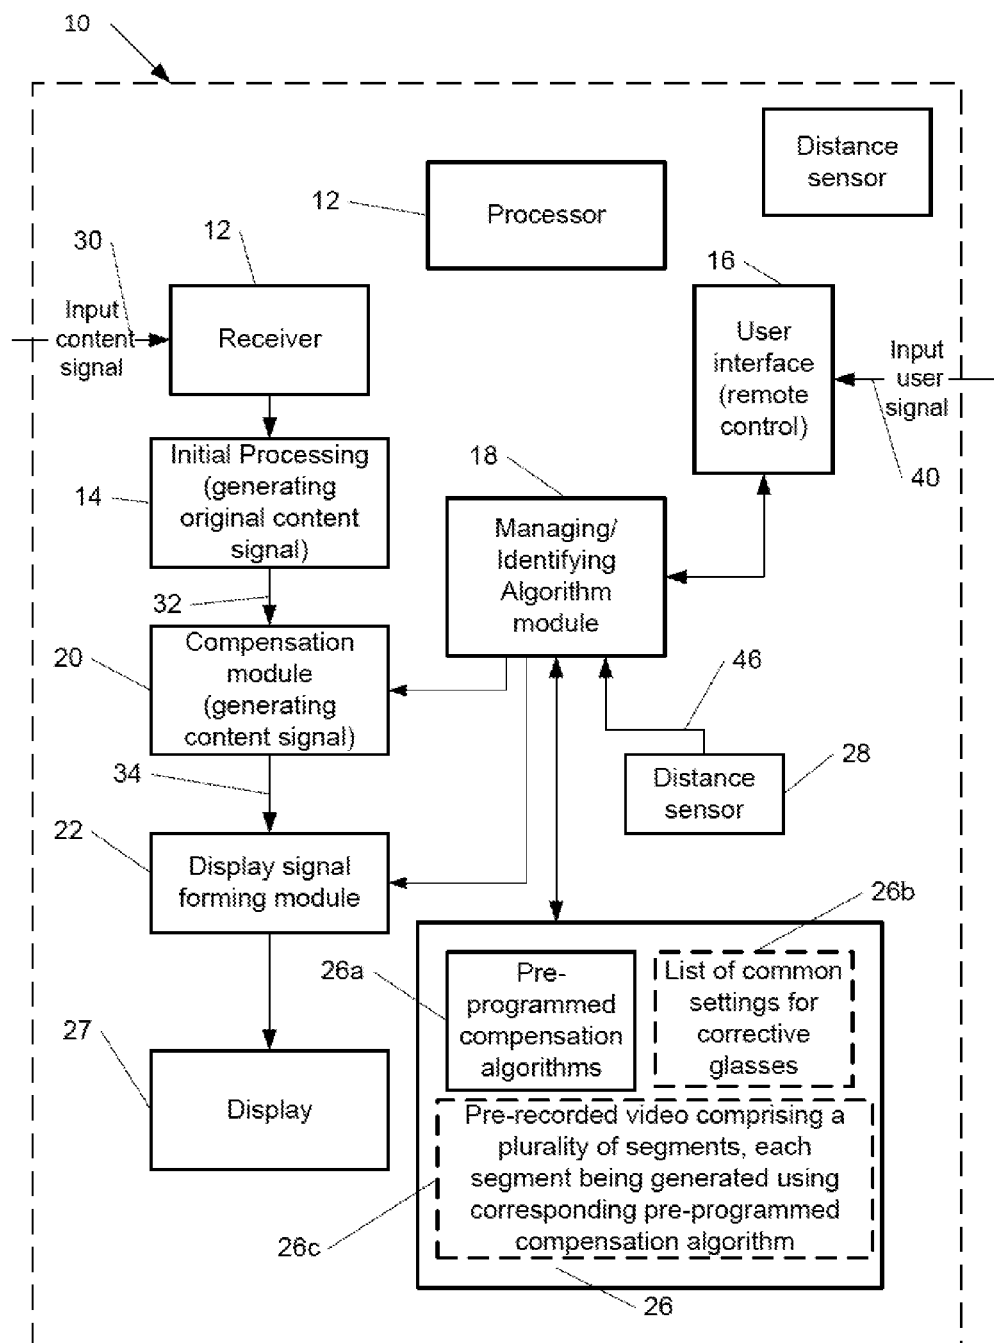 10
Distance
sensor
12
Processor
30
12
16
Input
content
signal
Receiver
User
interface
(remote
control)
Input
user
signal
40
14
Initial Processing
(generating
original content
signal)
18
Managing/
Identifying
Algorithm
module
32
20
Compensation
module
(generating
content signal)
46
34
Distance
sensor
28
22
Display signal
forming module
26b
26a
Pre-
programmed
compensation
algorithms
List of common
settings for
corrective
glasses
27
Display
Pre-recorded video comprising a
plurality of segments, each
segment being generated using
corresponding pre-programmed
compensation algorithm
26c
26